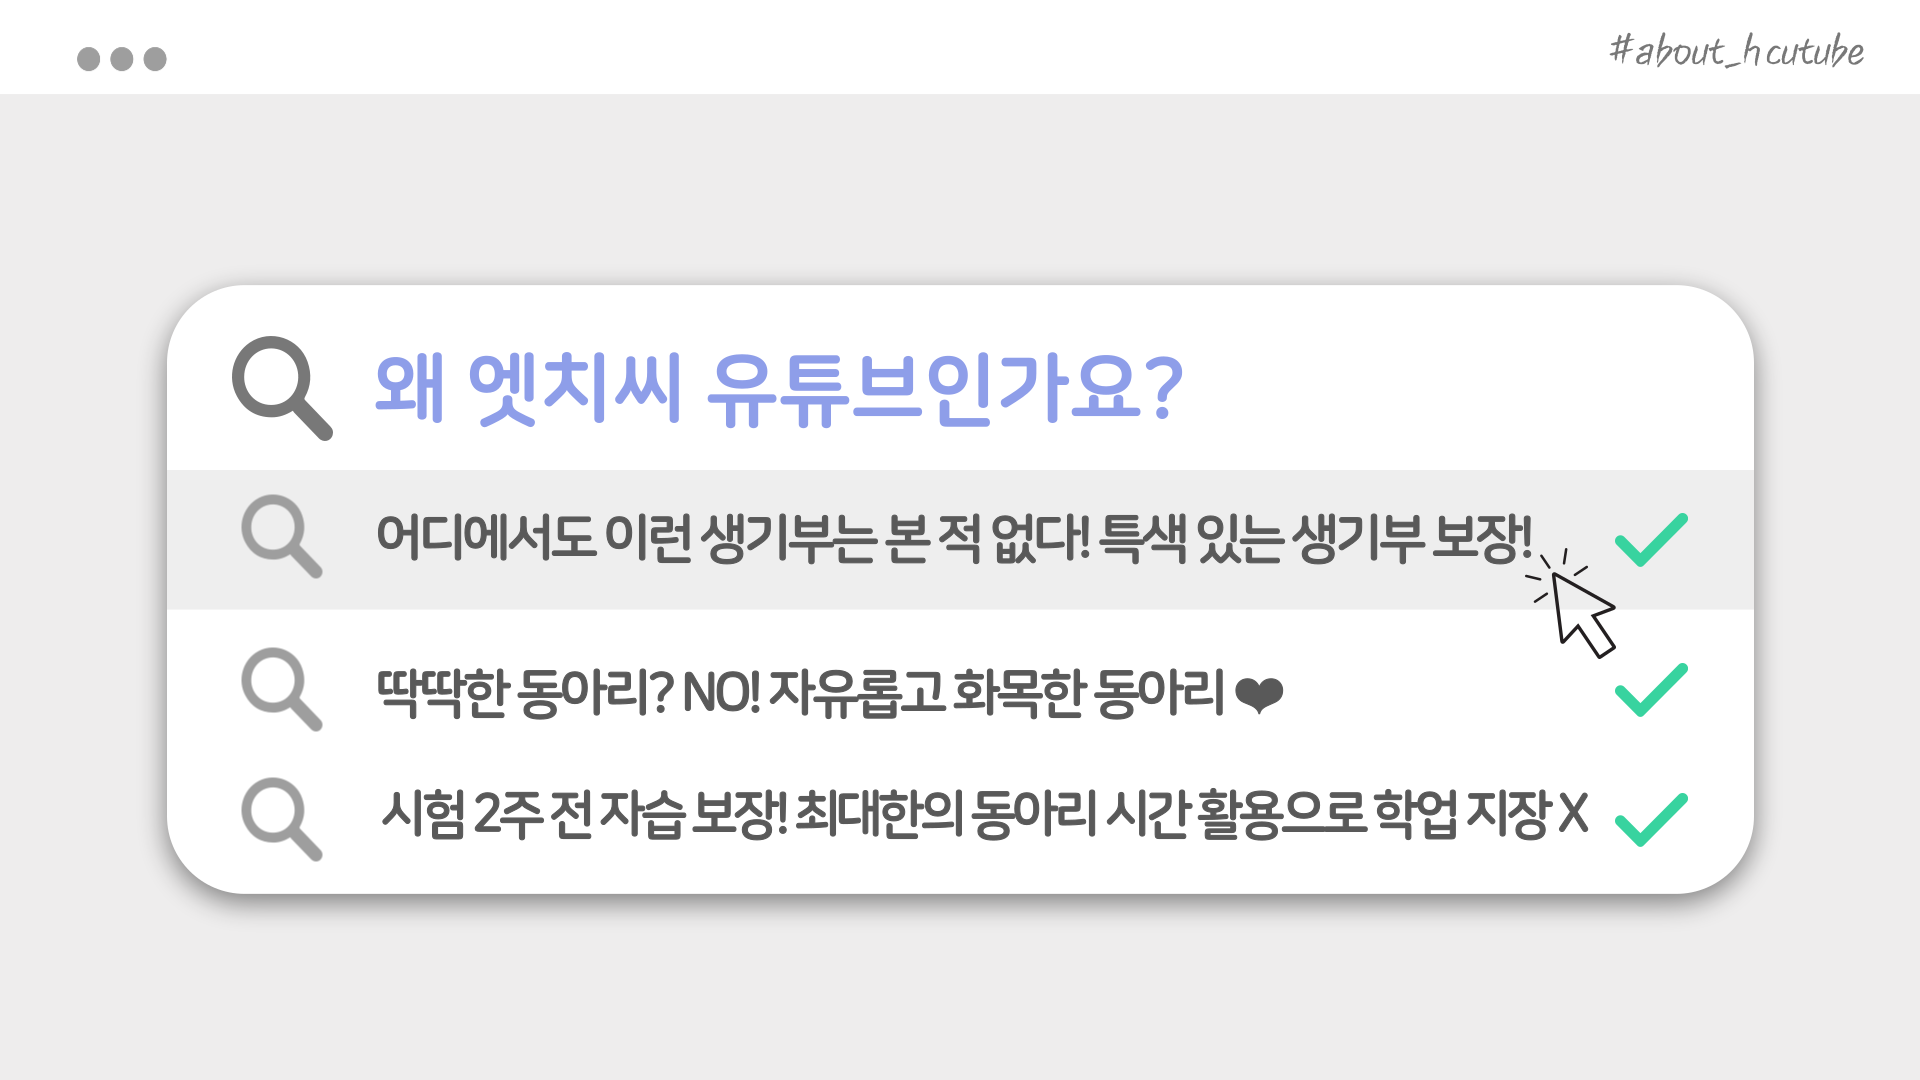 #about_hcutube
왜 엣치씨 유튜브인가요?
어디에서도 이런 생기부는 본 적 없다! 특색 있는 생기부 보장!
딱딱한 동아리? NO! 자유롭고 화목한 동아리 ❤
시험 2주 전 자습 보장! 최대한의 동아리 시간 활용으로 학업 지장 X